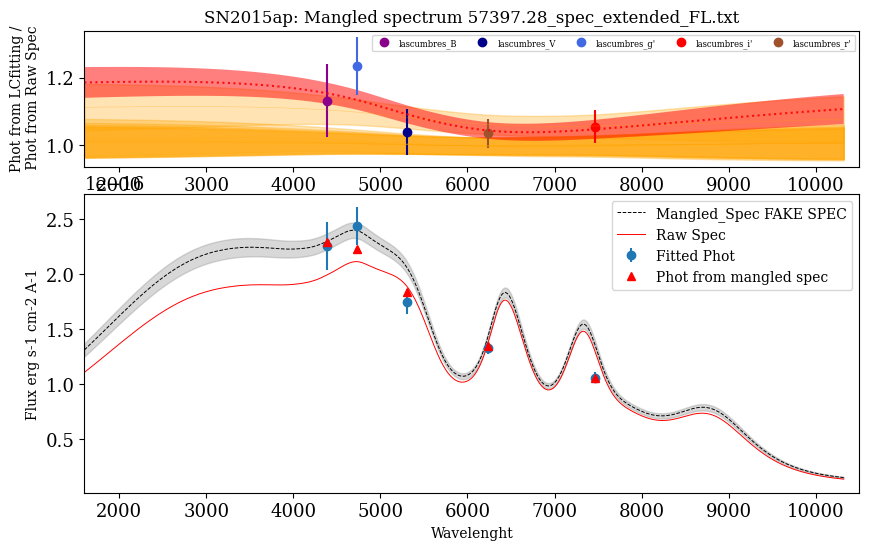 SN2015ap: Mangled spectrum 57397.28_spec_extended_FL.txt
Phot from LCfitting /
Phot from Raw Spec
lascumbres_B
lascumbres_V
lascumbres_g'
lascumbres_i'
lascumbres_r'
1.2
1.0
2000 3000 4000 5000 6000 7000 8000 9000 10000
1e−16
Mangled_Spec FAKE SPEC
Raw Spec
Fitted Phot
Phot from mangled spec
Flux erg s-1 cm-2 A-1
2.5
2.0
1.5
1.0
0.5
2000 3000 4000 5000 6000 7000 8000 9000 10000
Wavelenght